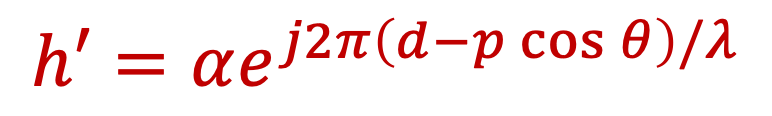 h′ = αe^{j2π(d−p cos θ)/λ}